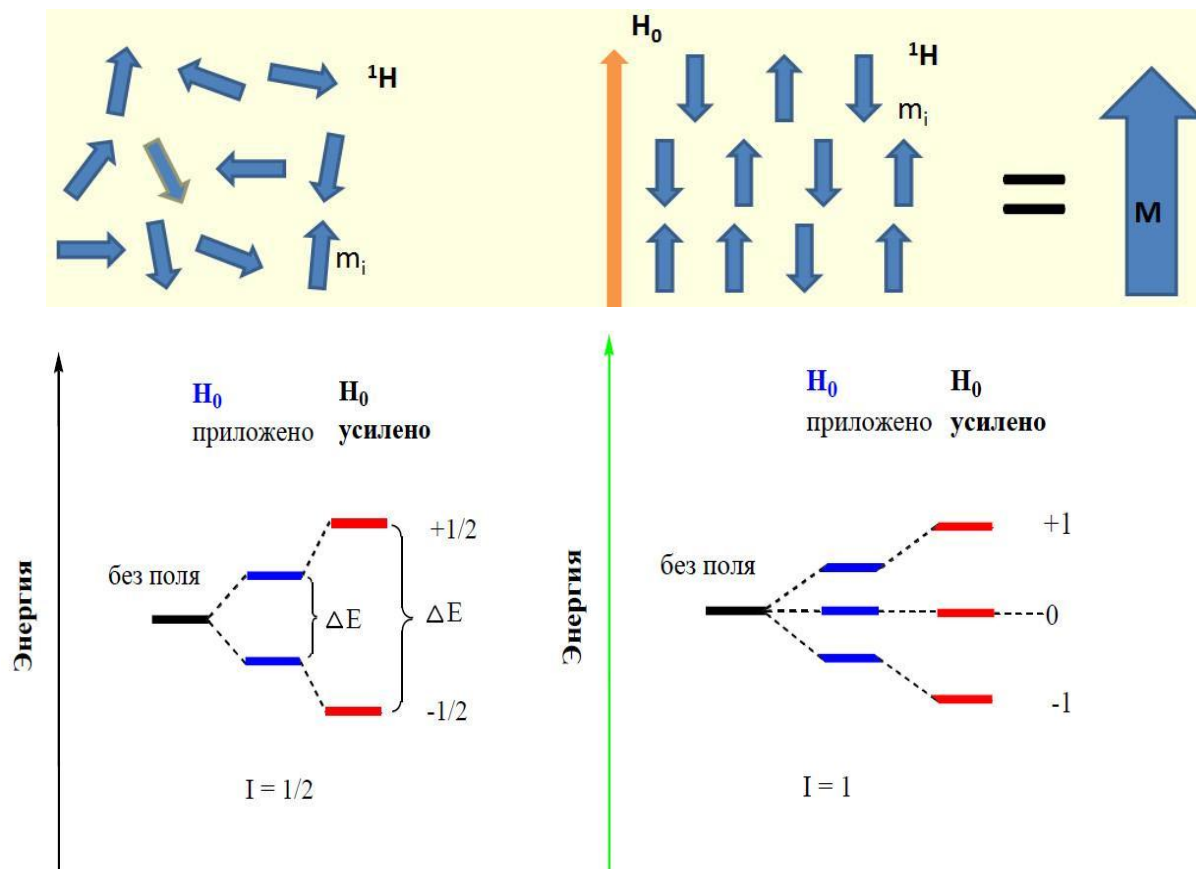 ¹H
mᵢ
H₀
¹H
mᵢ
=
M
Энергия
H₀
приложено
H₀
усилено
без поля
ΔE
ΔE
+1/2
-1/2
I = 1/2
Энергия
H₀
приложено
H₀
усилено
без поля
+1
0
-1
I = 1